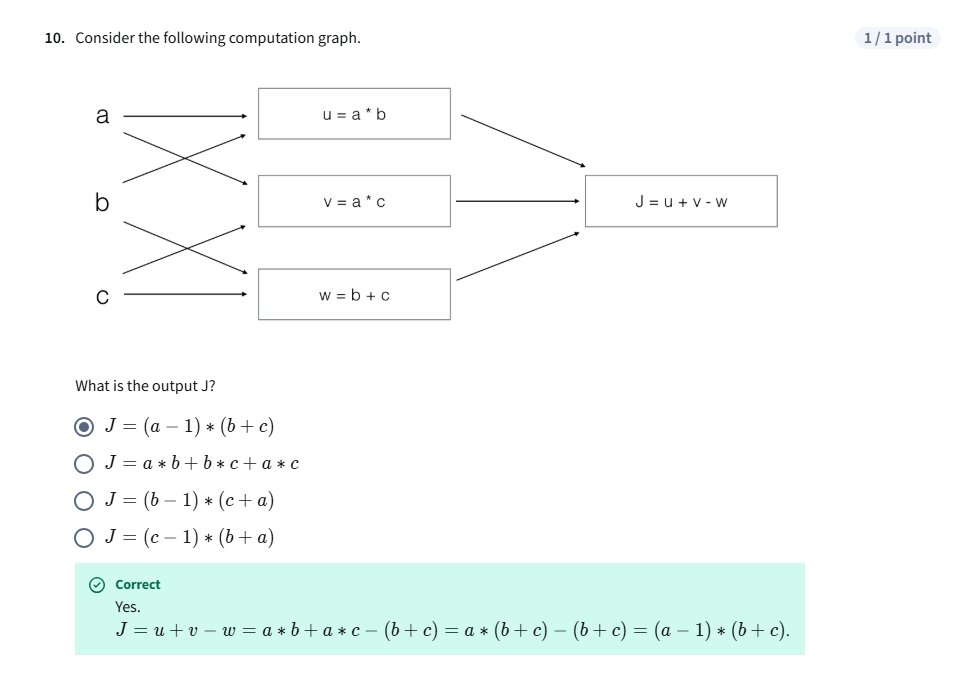 10. Consider the following computation graph.
1 / 1 point
a
u = a * b
b
v = a * c
J = u + v - w
c
w = b + c
What is the output J?
J = (a − 1) ∗ (b + c)
J = a ∗ b + b ∗ c + a ∗ c
J = (b − 1) ∗ (c + a)
J = (c − 1) ∗ (b + a)
Correct
Yes.
J = u + v − w = a ∗ b + a ∗ c − (b + c) = a ∗ (b + c) − (b + c) = (a − 1) ∗ (b + c).